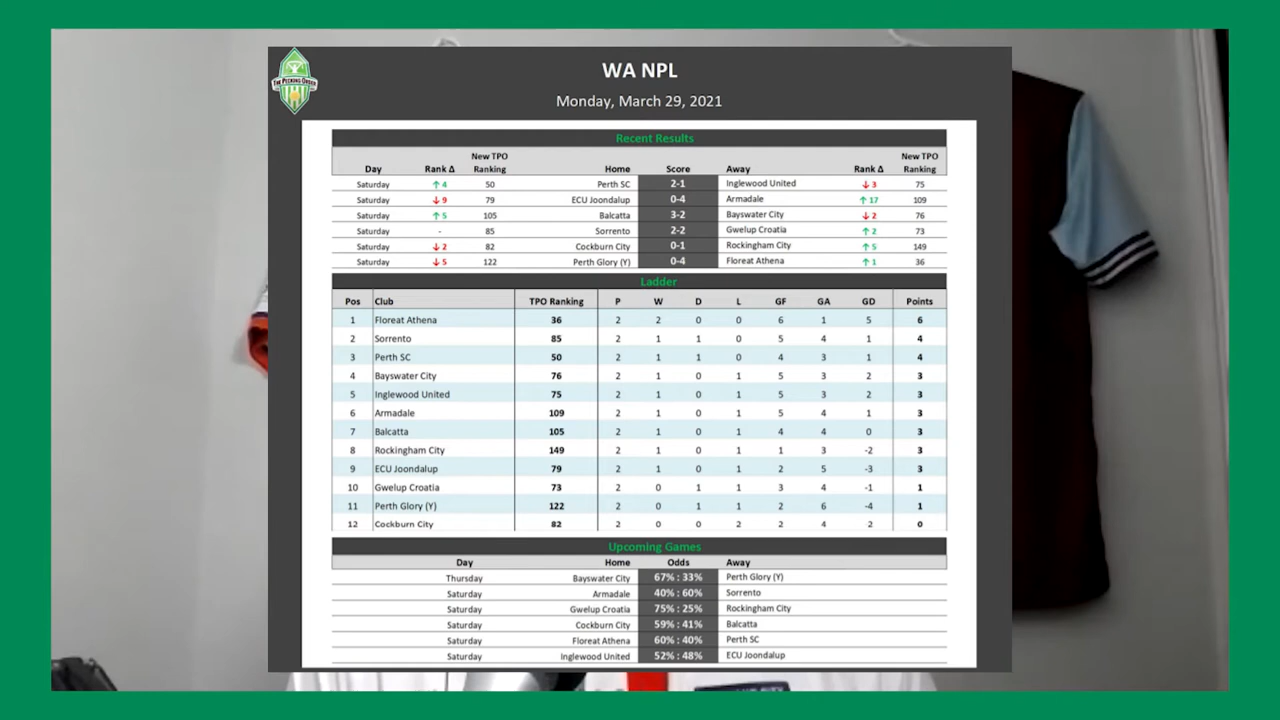 THE PECKING ORDER
WA NPL
Monday, March 29, 2021
Recent Results
Day Rank Δ New TPO Ranking Home Score Away Rank Δ New TPO Ranking
Saturday ↑ 4 50 Perth SC 2-1 Inglewood United ↓ 3 75
Saturday ↓ 9 79 ECU Joondalup 0-4 Armadale ↑ 17 109
Saturday ↑ 5 105 Balcatta 3-2 Bayswater City ↓ 2 76
Saturday - 85 Sorrento 2-2 Gwelup Croatia ↑ 2 73
Saturday ↓ 2 82 Cockburn City 0-1 Rockingham City ↑ 5 149
Saturday ↓ 5 122 Perth Glory (Y) 0-4 Floreat Athena ↑ 1 36
Ladder
Pos Club TPO Ranking P W D L GF GA GD Points
1 Floreat Athena 36 2 2 0 0 6 1 5 6
2 Sorrento 85 2 1 1 0 5 4 1 4
3 Perth SC 50 2 1 1 0 4 3 1 4
4 Bayswater City 76 2 1 0 1 5 3 2 3
5 Inglewood United 75 2 1 0 1 5 3 2 3
6 Armadale 109 2 1 0 1 5 4 1 3
7 Balcatta 105 2 1 0 1 4 4 0 3
8 Rockingham City 149 2 1 0 1 1 3 -2 3
9 ECU Joondalup 79 2 1 0 1 2 5 -3 3
10 Gwelup Croatia 73 2 0 1 1 3 4 -1 1
11 Perth Glory (Y) 122 2 0 1 1 2 6 -4 1
12 Cockburn City 82 2 0 0 2 2 4 2 0
Upcoming Games
Day Home Odds Away
Thursday Bayswater City 67% : 33% Perth Glory (Y)
Saturday Armadale 40% : 60% Sorrento
Saturday Gwelup Croatia 75% : 25% Rockingham City
Saturday Cockburn City 59% : 41% Balcatta
Saturday Floreat Athena 60% : 40% Perth SC
Saturday Inglewood United 52% : 48% ECU Joondalup